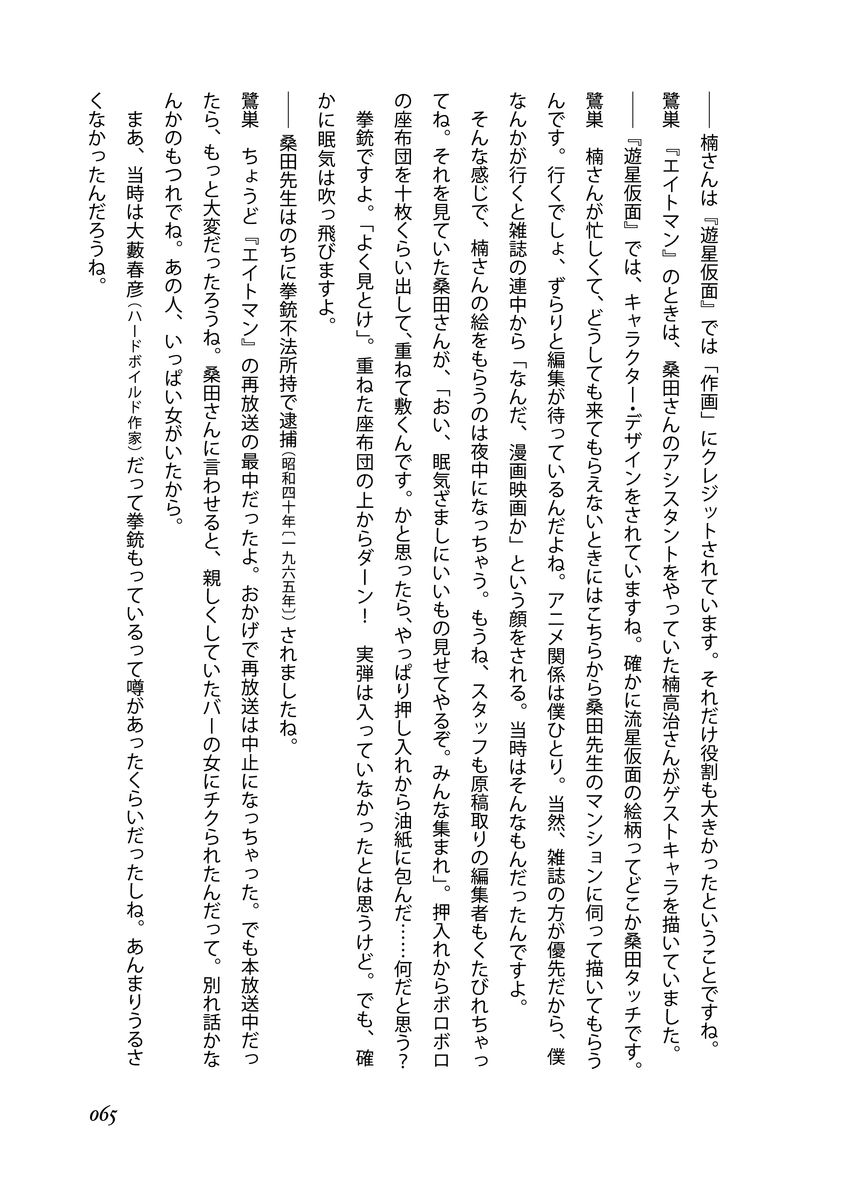 ―― 楠さんは『遊星仮面』では「作画」にクレジットされています。それだけ役割も大きかったということですね。
鷺巣　『エイトマン』のときは、桑田さんのアシスタントをやっていた楠高治さんがゲストキャラを描いていました。
―― 『遊星仮面』では、キャラクター・デザインをされていますね。確かに流星仮面の絵柄ってどこか桑田タッチです。
鷺巣　楠さんが忙しくて、どうしても来てもらえないときにはこちらから桑田先生のマンションに伺って描いてもらう
んです。行くでしょ、ずらりと編集が待っているんだよね。アニメ関係は僕ひとり。当然、雑誌の方が優先だから、僕
なんかが行くと雑誌の連中から「なんだ、漫画映画か」という顔をされる。当時はそんなもんだったんですよ。
　そんな感じで、楠さんの絵をもらうのは夜中になっちゃう。もうね、スタッフも原稿取りの編集者もくたびれちゃっ
てね。それを見ていた桑田さんが、「おい、眠気ざましにいいもの見せてやるぞ。みんな集まれ」。押入れからボロボロ
の座布団を十枚くらい出して、重ねて敷くんです。かと思ったら、やっぱり押し入れから油紙に包んだ……何だと思う？
　拳銃ですよ。「よく見とけ」。重ねた座布団の上からダーン！　実弾は入っていなかったとは思うけど。でも、確
かに眠気は吹っ飛びますよ。
―― 桑田先生はのちに拳銃不法所持で逮捕（昭和四十年〔一九六五年〕）されましたね。
鷺巣　ちょうど『エイトマン』の再放送の最中だったよ。おかげで再放送は中止になっちゃった。でも本放送中だっ
たら、もっと大変だったろうね。桑田さんに言わせると、親しくしていたバーの女にチクられたんだって。別れ話かな
んかのもつれでね。あの人、いっぱい女がいたから。
　まあ、当時は大藪春彦（ハードボイルド作家）だって拳銃もっているって噂があったくらいだったしね。あんまりうるさ
くなかったんだろうね。
065